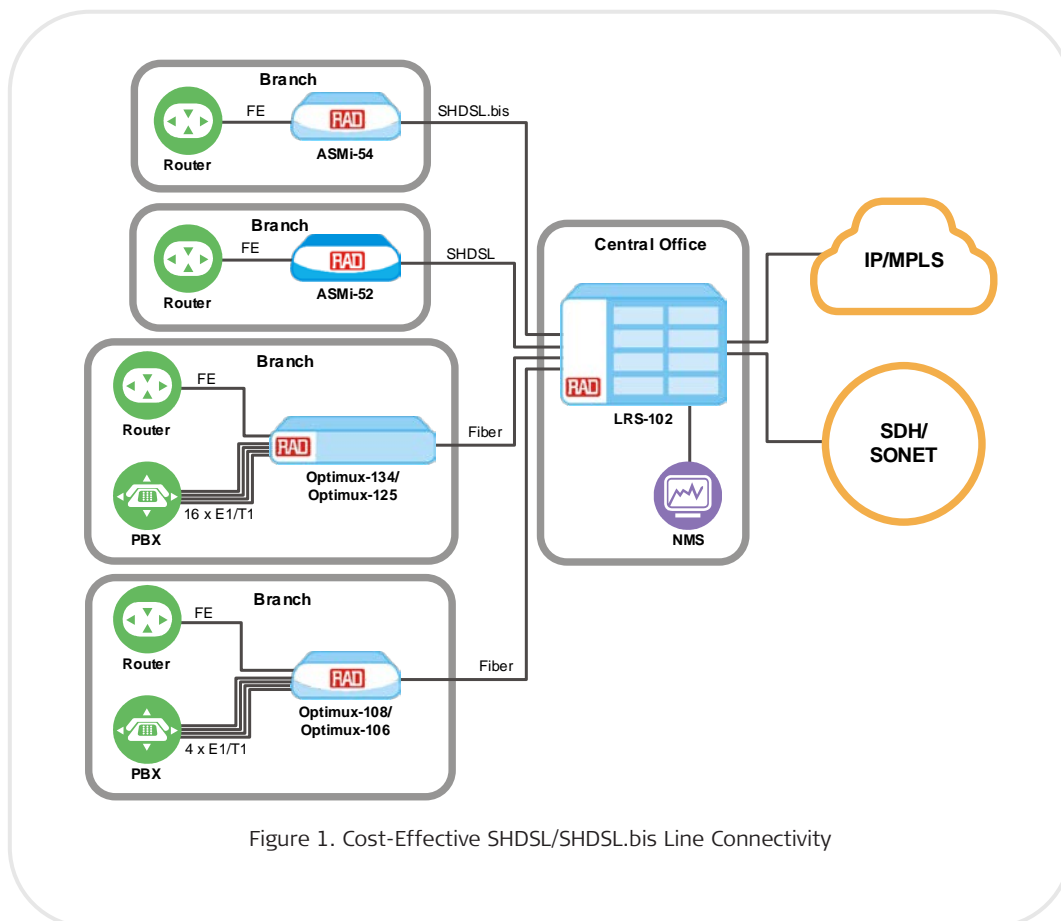 Branch
FE
RAD
SHDSL.bis
Router
ASMi-54
Branch
FE
RAD
SHDSL
Router
ASMi-52
Branch
FE
Router
RAD
Fiber
Optimux-134/
Optimux-125
16 x E1/T1
PBX
Branch
FE
Router
RAD
Fiber
Optimux-108/
Optimux-106
4 x E1/T1
PBX
Central Office
RAD
LRS-102
NMS
IP/MPLS
SDH/
SONET
Figure 1. Cost-Effective SHDSL/SHDSL.bis Line Connectivity